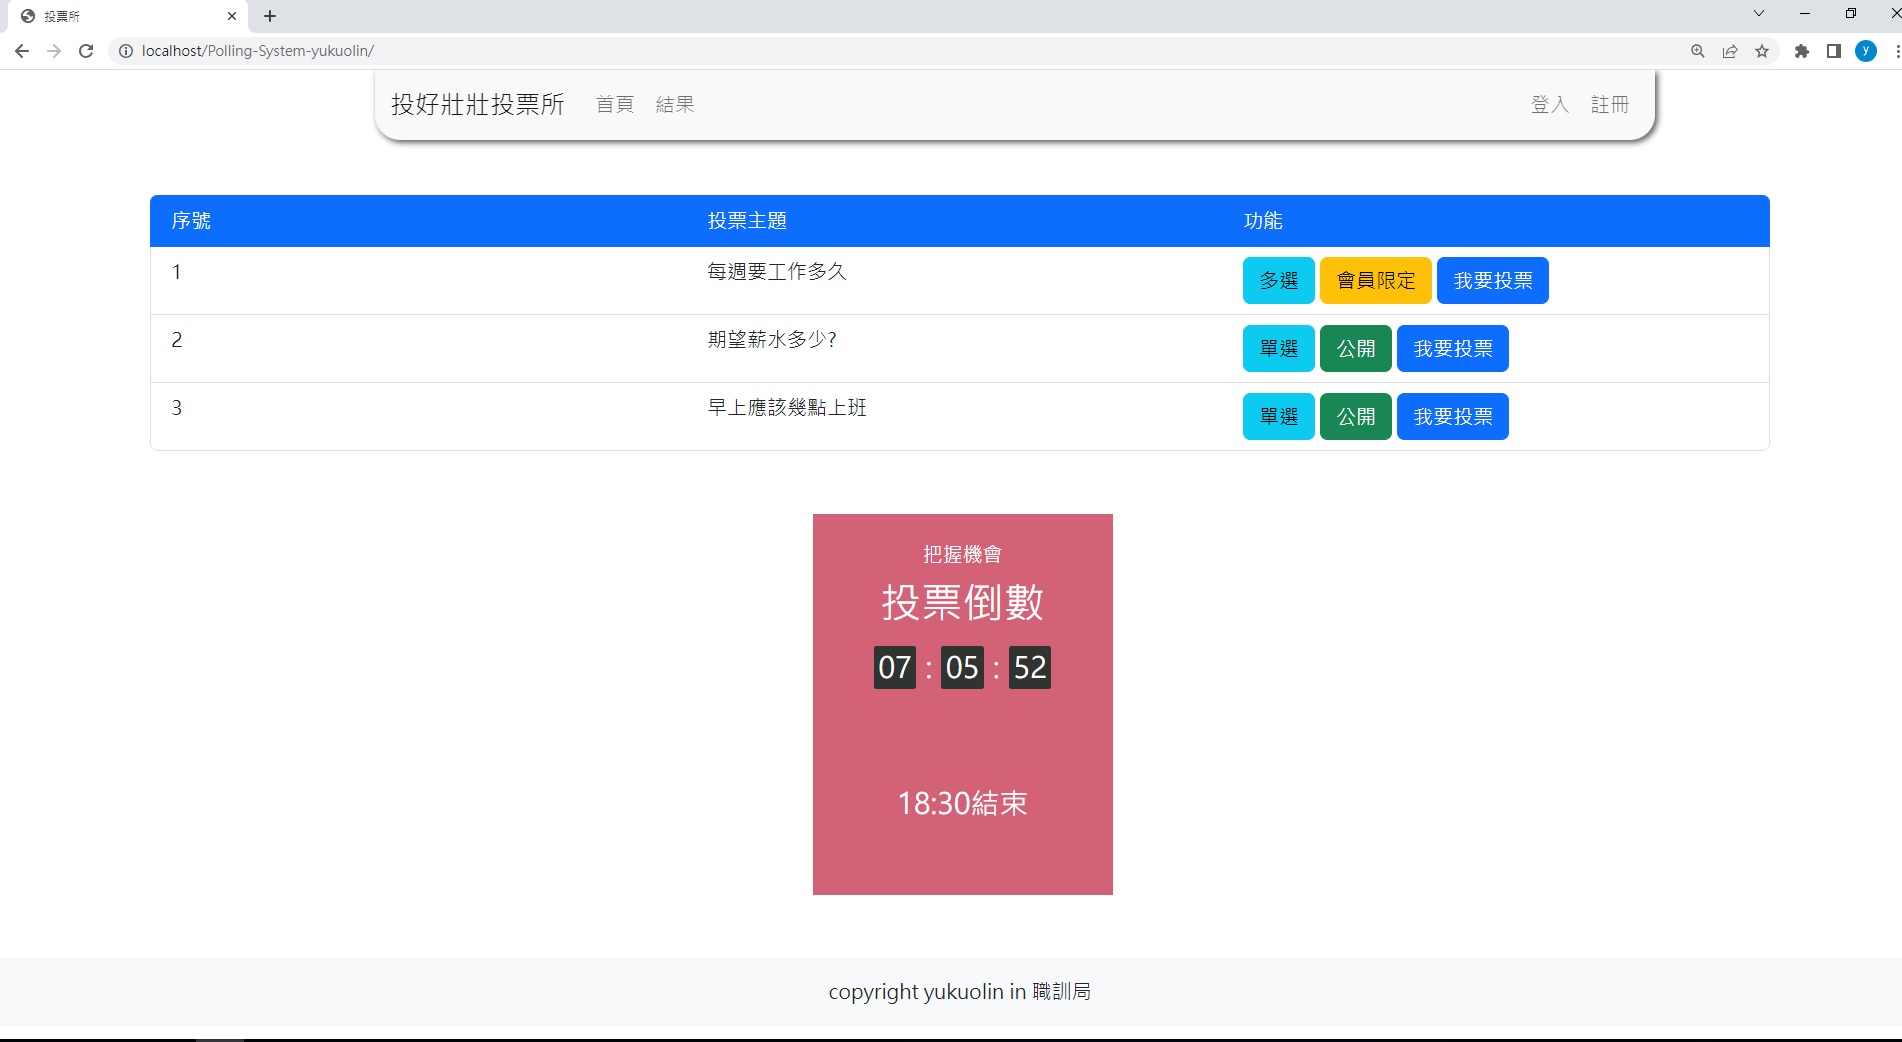 投票所
localhost/Polling-System-yukuolin/
y
投好壯壯投票所 首頁 結果 登入 註冊
序號 投票主題 功能
1 每週要工作多久 多選 會員限定 我要投票
2 期望薪水多少? 單選 公開 我要投票
3 早上應該幾點上班 單選 公開 我要投票
把握機會
投票倒數
07 : 05 : 52
18:30結束
copyright yukuolin in 職訓局